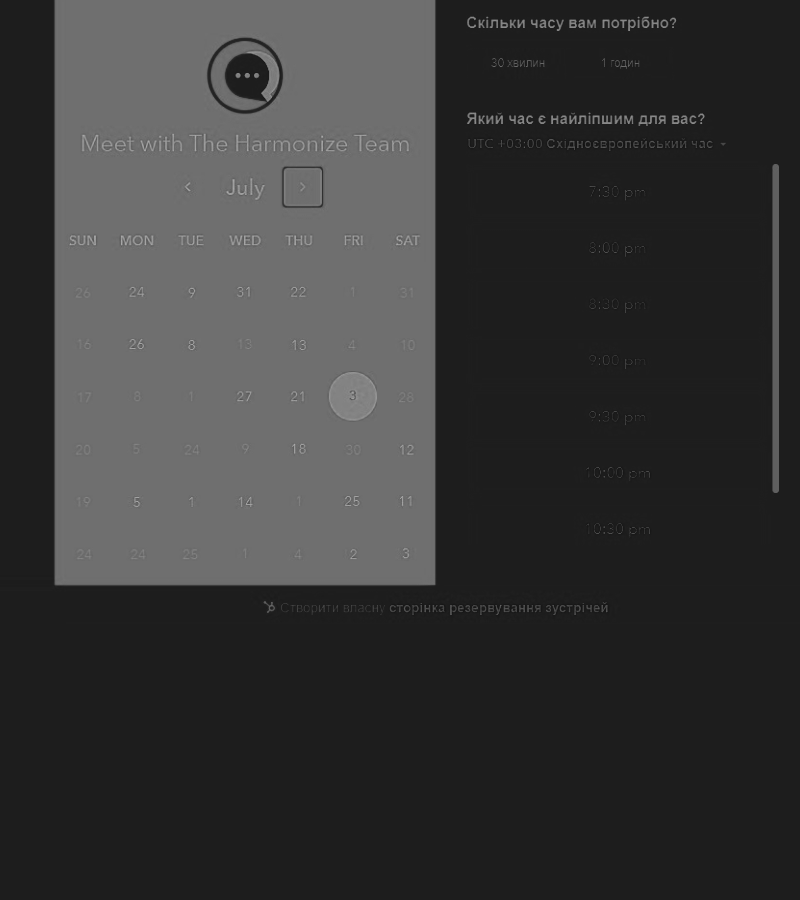 Meet with The Harmonize Team
July
SUN MON TUE WED THU FRI SAT
26 24 9 31 22 1 31
16 26 8 13 13 4 10
17 8 1 27 21 3 28
20 5 24 9 18 30 12
19 5 1 14 1 25 11
24 24 25 1 4 2 3
Скільки часу вам потрібно?
30 хвилин 1 годин
Який час є найліпшим для вас?
UTC +03:00 Східноєвропейський час
7:30 pm
8:00 pm
8:30 pm
9:00 pm
9:30 pm
10:00 pm
10:30 pm
Створити власну сторінка резервування зустрічей